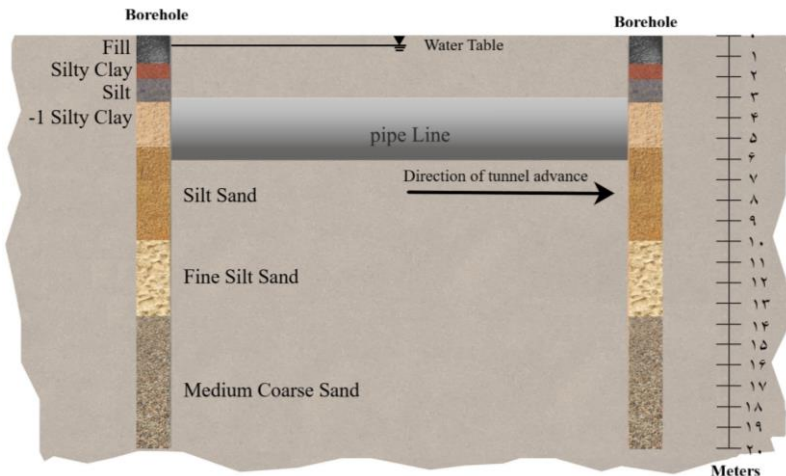 Borehole
Borehole
Fill
Water Table
Silty Clay
Silt
-1 Silty Clay
pipe Line
Direction of tunnel advance
Silt Sand
Fine Silt Sand
Medium Coarse Sand
۰
۱
۲
۳
۴
۵
۶
۷
۸
۹
۱۰
۱۱
۱۲
۱۳
۱۴
۱۵
۱۶
۱۷
۱۸
۱۹
۲۰
Meters